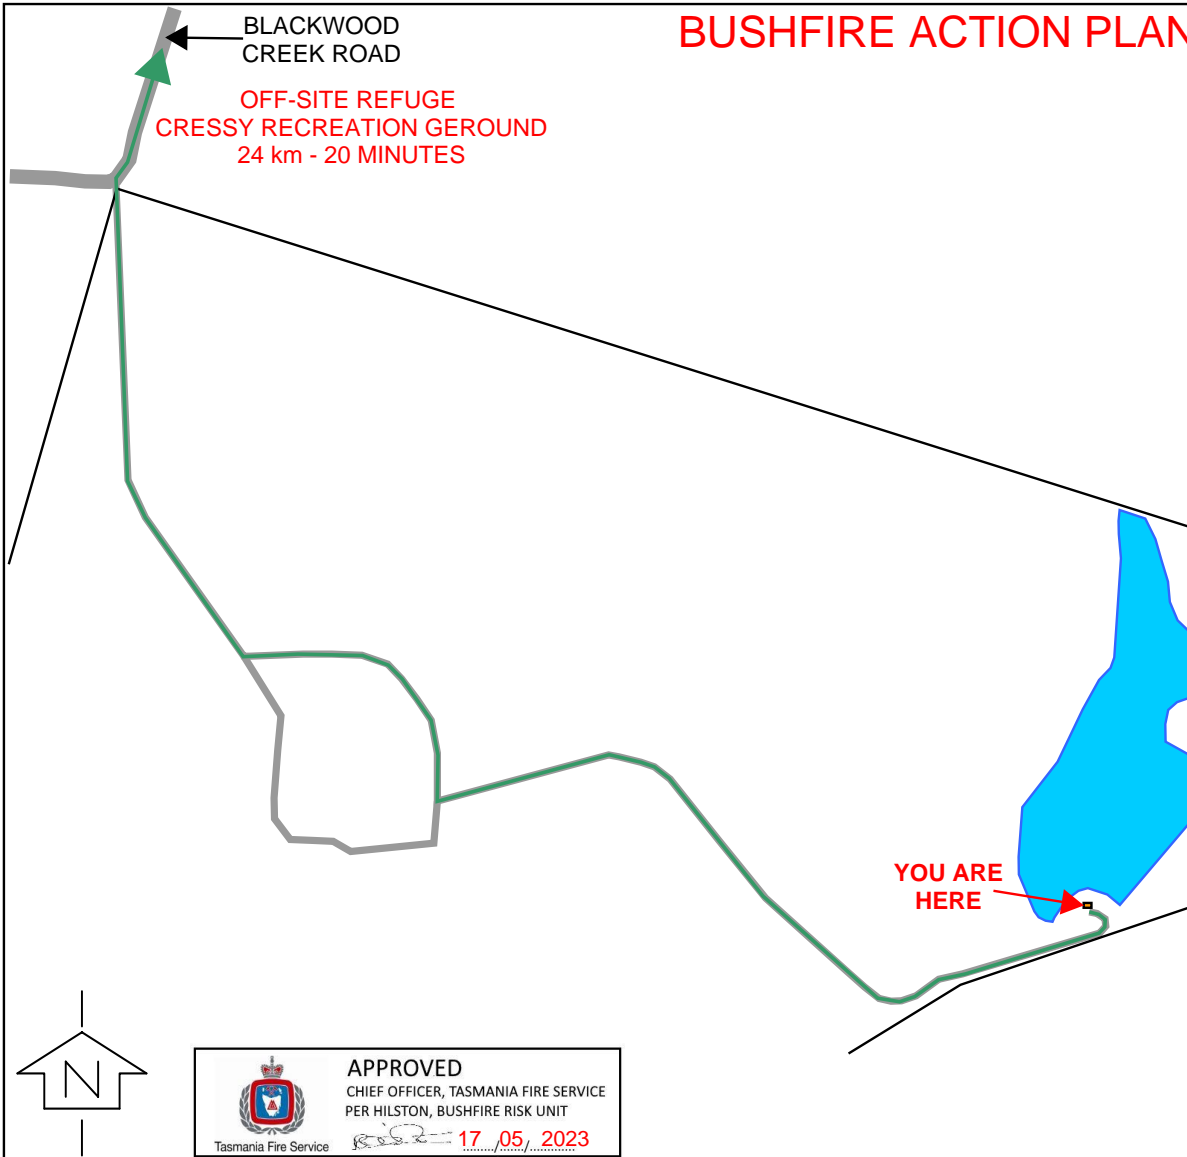 BUSHFIRE ACTION PLAN
BLACKWOOD
CREEK ROAD
OFF-SITE REFUGE
CRESSY RECREATION GEROUND
24 km - 20 MINUTES
YOU ARE
HERE
N
APPROVED
CHIEF OFFICER, TASMANIA FIRE SERVICE
PER HILSTON, BUSHFIRE RISK UNIT
17/05/2023
Tasmania Fire Service